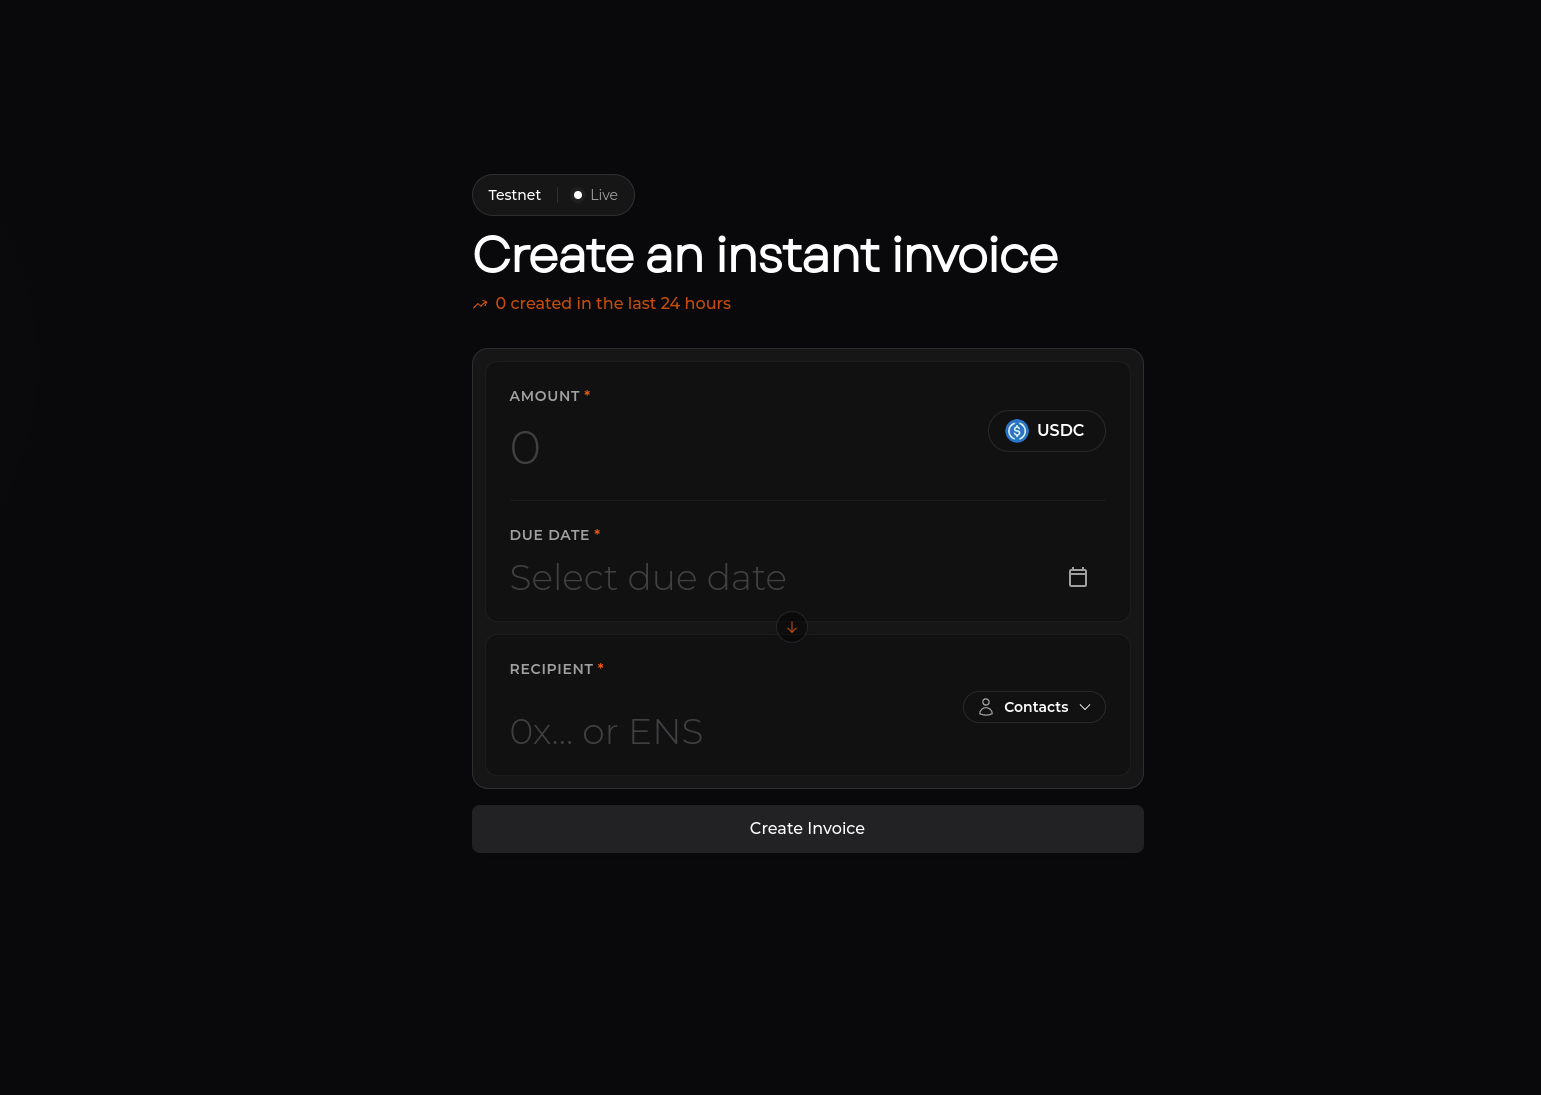 Testnet
Live
Create an instant invoice
0 created in the last 24 hours
AMOUNT *
0
USDC
DUE DATE *
Select due date
RECIPIENT *
Contacts
0x... or ENS
Create Invoice